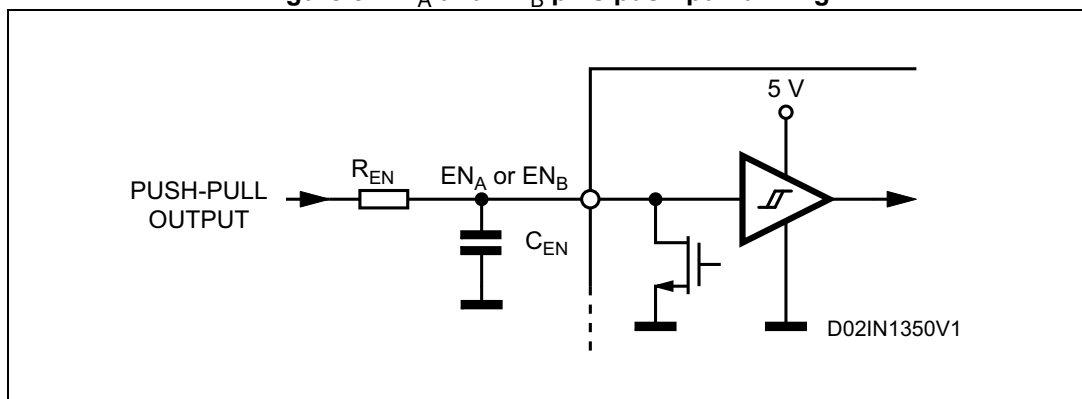 5 V
R_EN
EN_A or EN_B
PUSH-PULL
OUTPUT
C_EN
D02IN1350V1